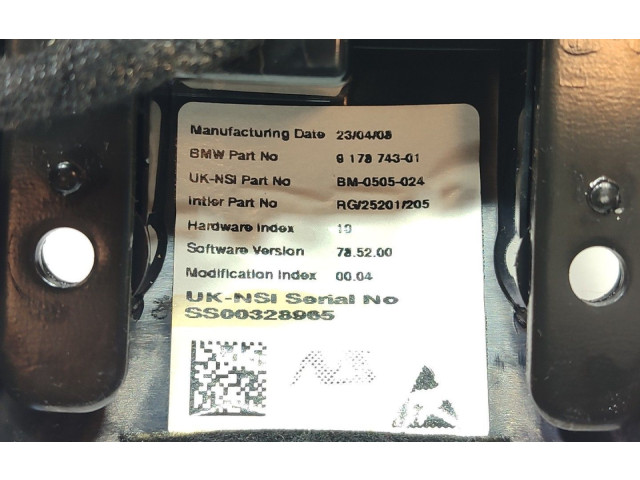 Manufacturing Date 23/04/08
BMW Part No 9 178 743-01
UK-NSI Part No BM-0505-024
Intier Part No RG/25201/205
Hardware Index 10
Software Version 78.52.00
Modification Index 00.04
UK-NSI Serial No
SS00328965